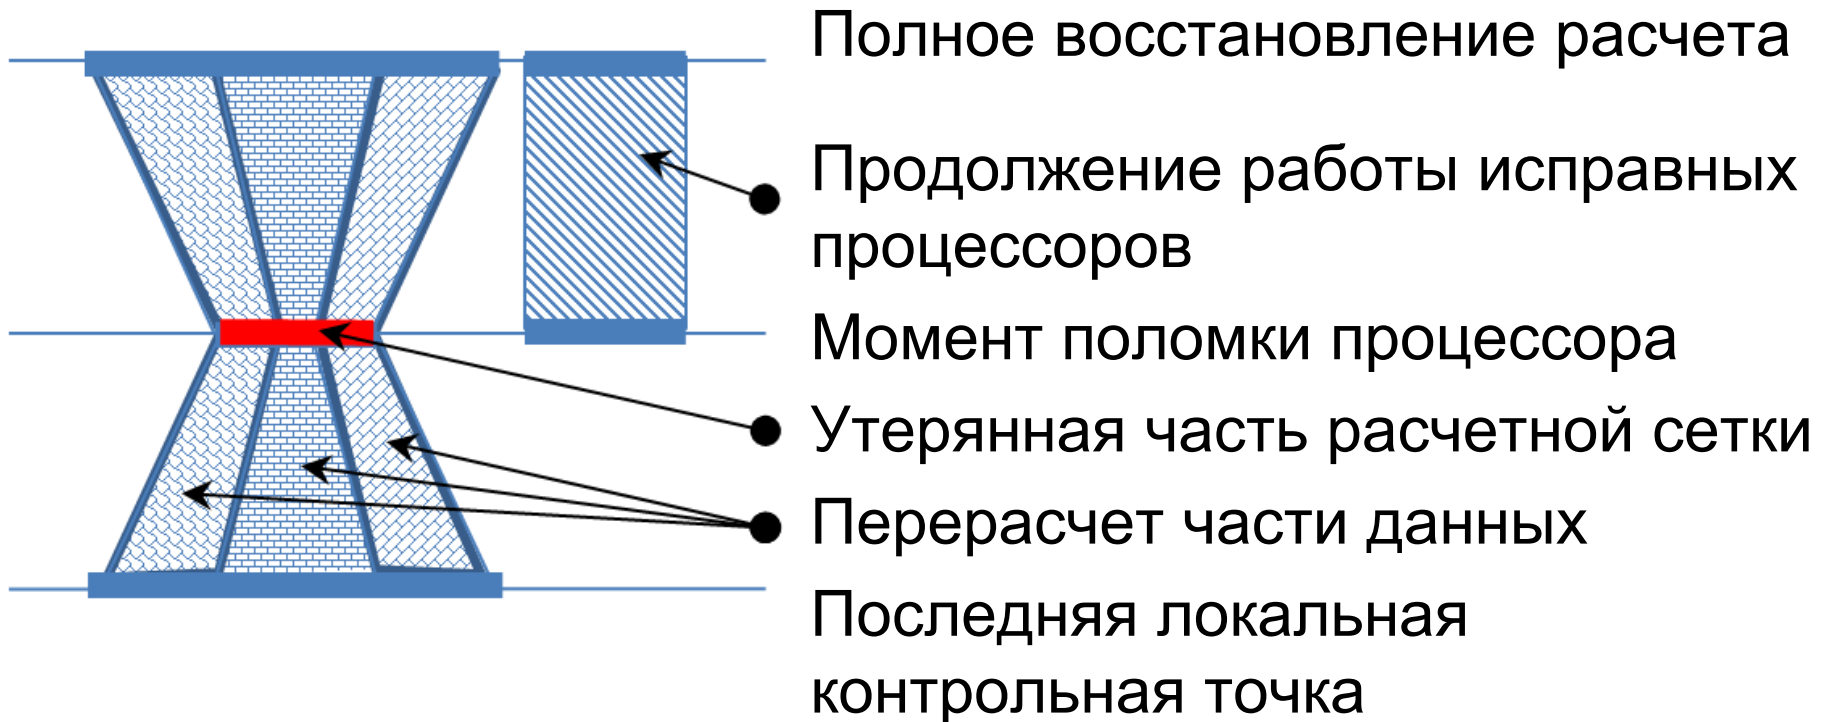 Полное восстановление расчета
Продолжение работы исправных
процессоров
Момент поломки процессора
Утерянная часть расчетной сетки
Перерасчет части данных
Последняя локальная
контрольная точка